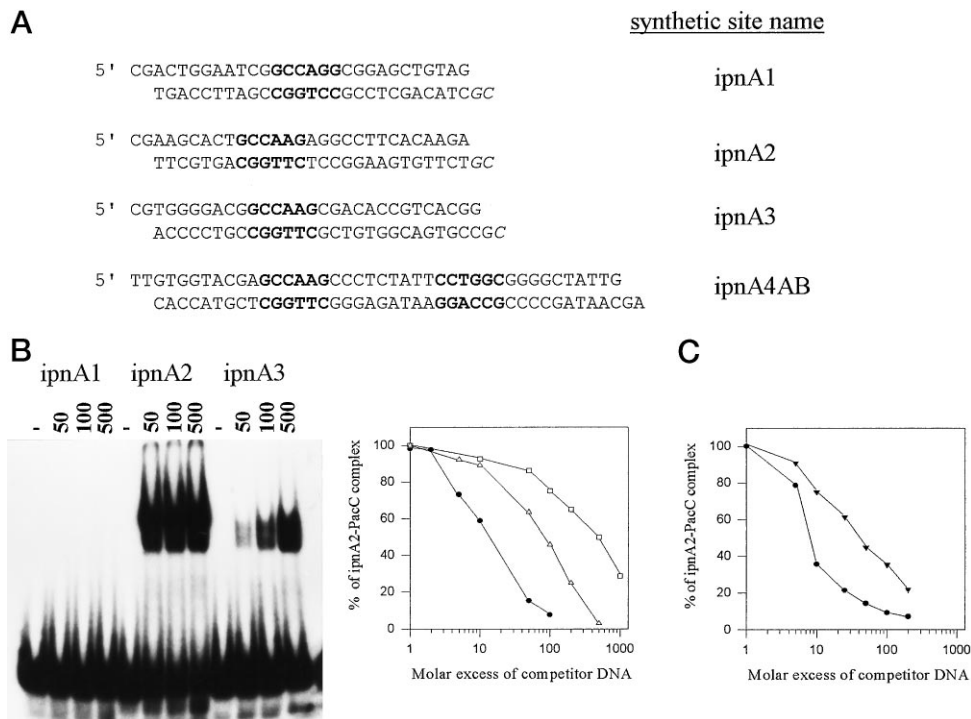 A
synthetic site name
5' CGACTGGAATCGGCCAGGCGGAGCTGTAG
TGACCTTAGCCGGTCCGCCTCGACATCGC
ipnA1
5' CGAAGCACTGCCAAGAGGCCTTCACAAGA
TTCGTGACGGTTCTCCGGAAGTGTTCTGC
ipnA2
5' CGTGGGGACGGCCAAGCGACACCGTCACGG
ACCCCTGCCGGTTCGCTGTGGCAGTGCCGC
ipnA3
5' TTGTGGTACGAGCCAAGCCCTCTATTCCTGGCGGGGCTATTG
CACCATGCTCGGTTCGGGAGATAAGGACCGCCCCGATAACGA
ipnA4AB
B
ipnA1 ipnA2 ipnA3
- 50 100 500 - 50 100 500 - 50 100 500
% of ipnA2-PacC complex
100
80
60
40
20
0
1 10 100 1000
Molar excess of competitor DNA
C
% of ipnA2-PacC complex
100
80
60
40
20
0
1 10 100 1000
Molar excess of competitor DNA